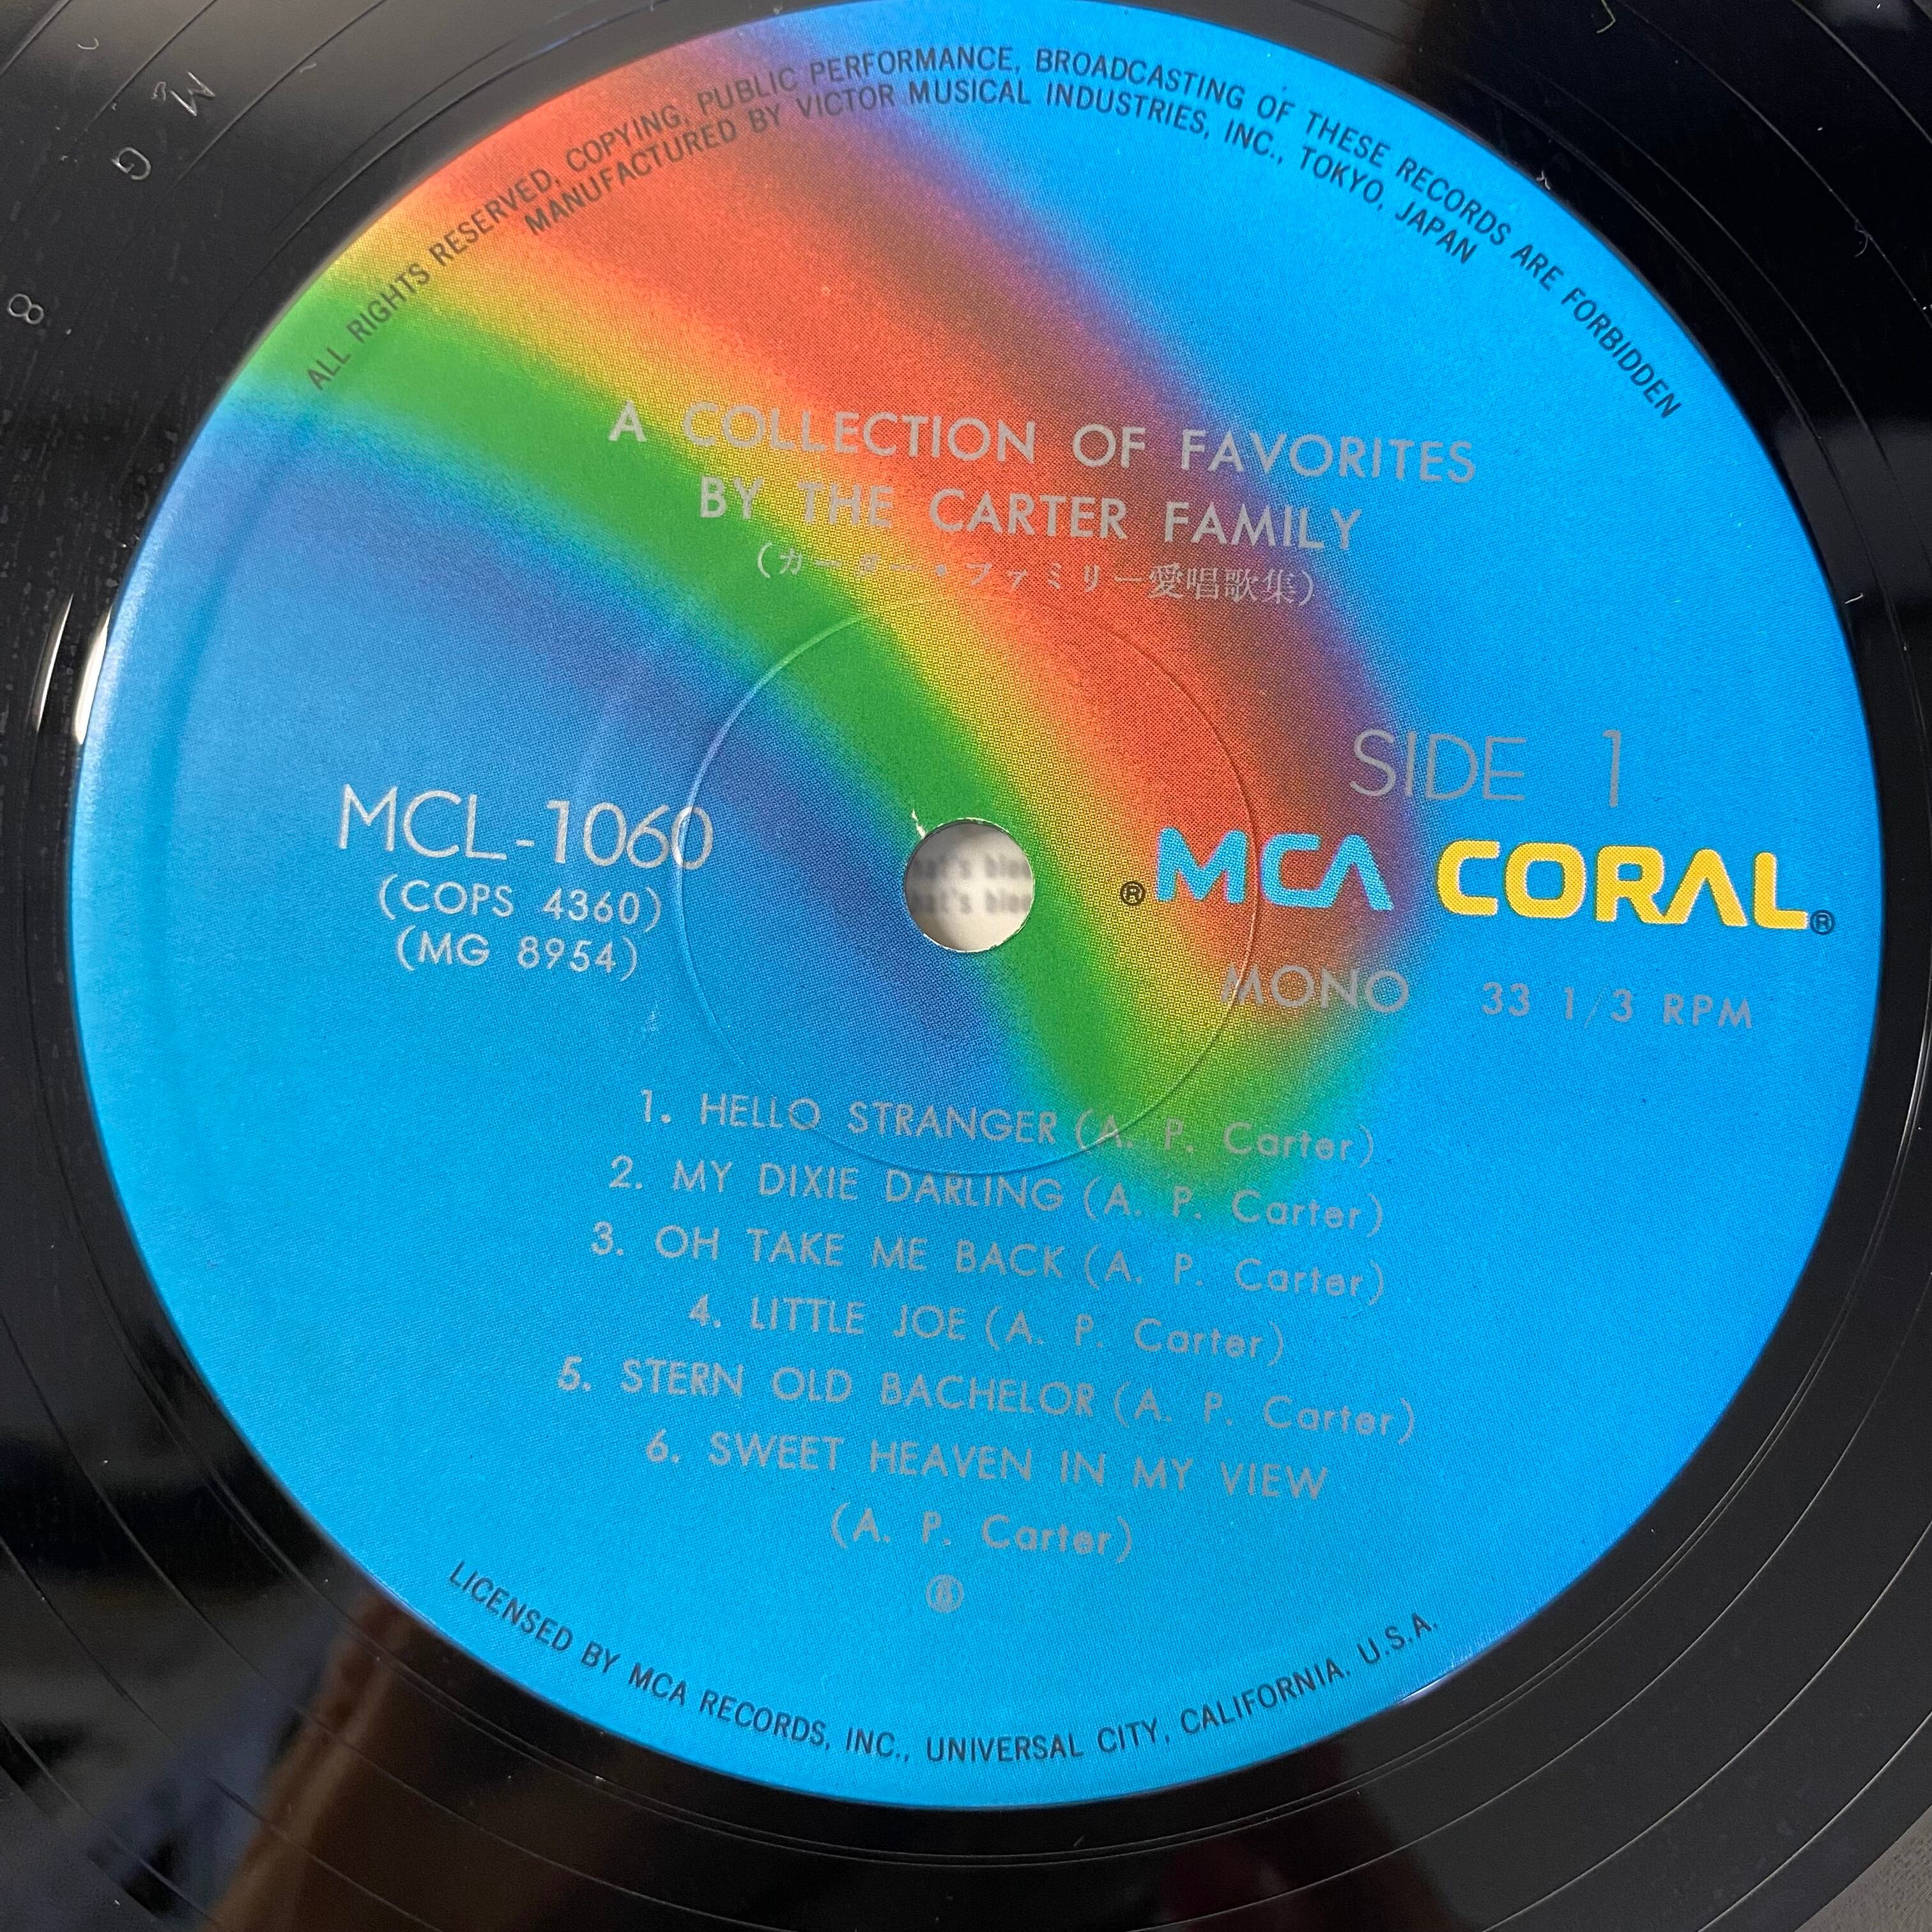 ALL RIGHTS RESERVED, COPYING, PUBLIC PERFORMANCE, BROADCASTING OF THESE RECORDS ARE FORBIDDEN
MANUFACTURED BY VICTOR MUSICAL INDUSTRIES, INC., TOKYO, JAPAN
M
G
8
A COLLECTION OF FAVORITES
BY THE CARTER FAMILY
(カーター・ファミリー愛唱歌集)
SIDE 1
MCL-1060
(COPS 4360)
(MG 8954)
® MCA CORAL ®
MONO 33 1/3 RPM
1. HELLO STRANGER (A. P. Carter)
2. MY DIXIE DARLING (A. P. Carter)
3. OH TAKE ME BACK (A. P. Carter)
4. LITTLE JOE (A. P. Carter)
5. STERN OLD BACHELOR (A. P. Carter)
6. SWEET HEAVEN IN MY VIEW
(A. P. Carter)
LICENSED BY MCA RECORDS, INC., UNIVERSAL CITY, CALIFORNIA. U.S.A.